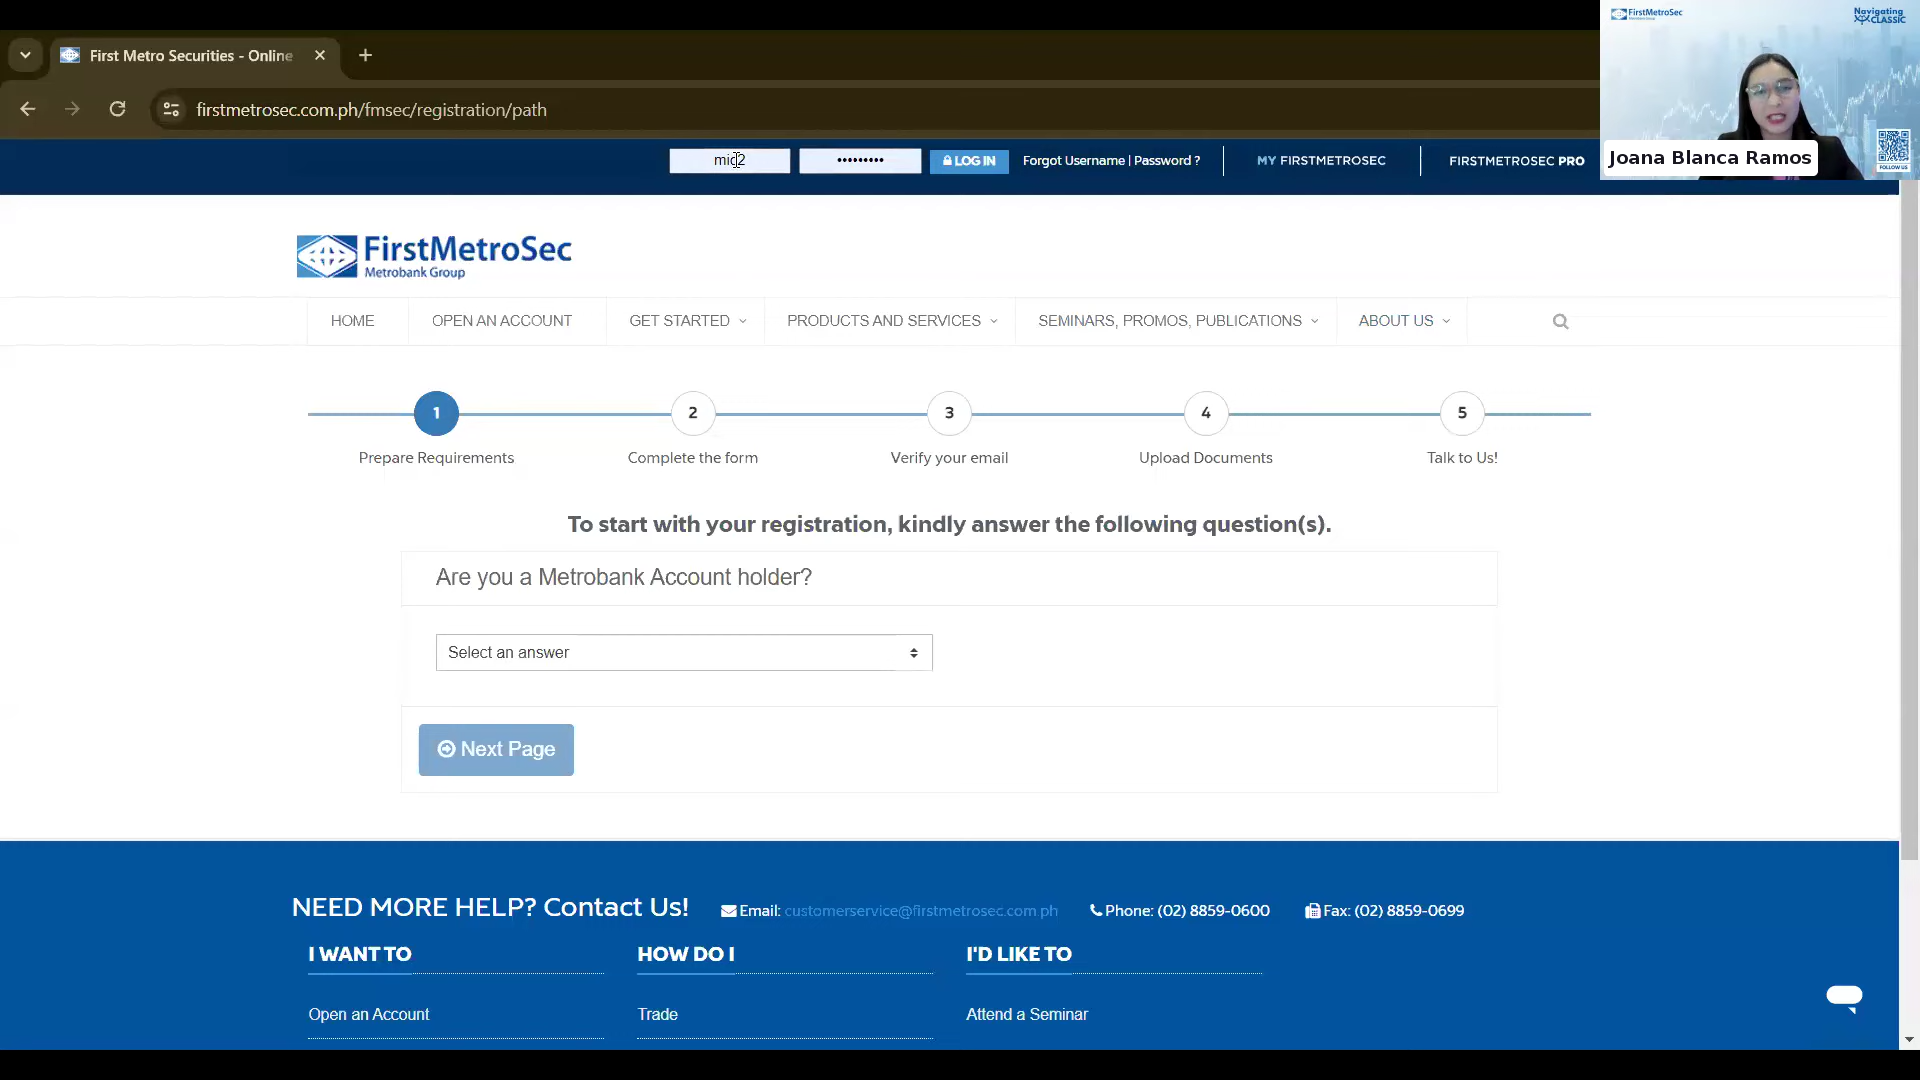 First Metro Securities - Online
firstmetrosec.com.ph/fmsec/registration/path
FirstMetroSec
Navigating
CLASSIC
FOLLOW US
Joana Blanca Ramos
•••••••••
LOG IN
Forgot Username | Password ?
MY FIRSTMETROSEC
FIRSTMETROSEC PRO
FirstMetroSec
Metrobank Group
HOME
OPEN AN ACCOUNT
GET STARTED
PRODUCTS AND SERVICES
SEMINARS, PROMOS, PUBLICATIONS
ABOUT US
1
2
3
4
5
Prepare Requirements
Complete the form
Verify your email
Upload Documents
Talk to Us!
To start with your registration, kindly answer the following question(s).
Are you a Metrobank Account holder?
Select an answer
Next Page
NEED MORE HELP? Contact Us!
Email: customerservice@firstmetrosec.com.ph
Phone: (02) 8859-0600
Fax: (02) 8859-0699
I WANT TO
HOW DO I
I'D LIKE TO
Open an Account
Trade
Attend a Seminar